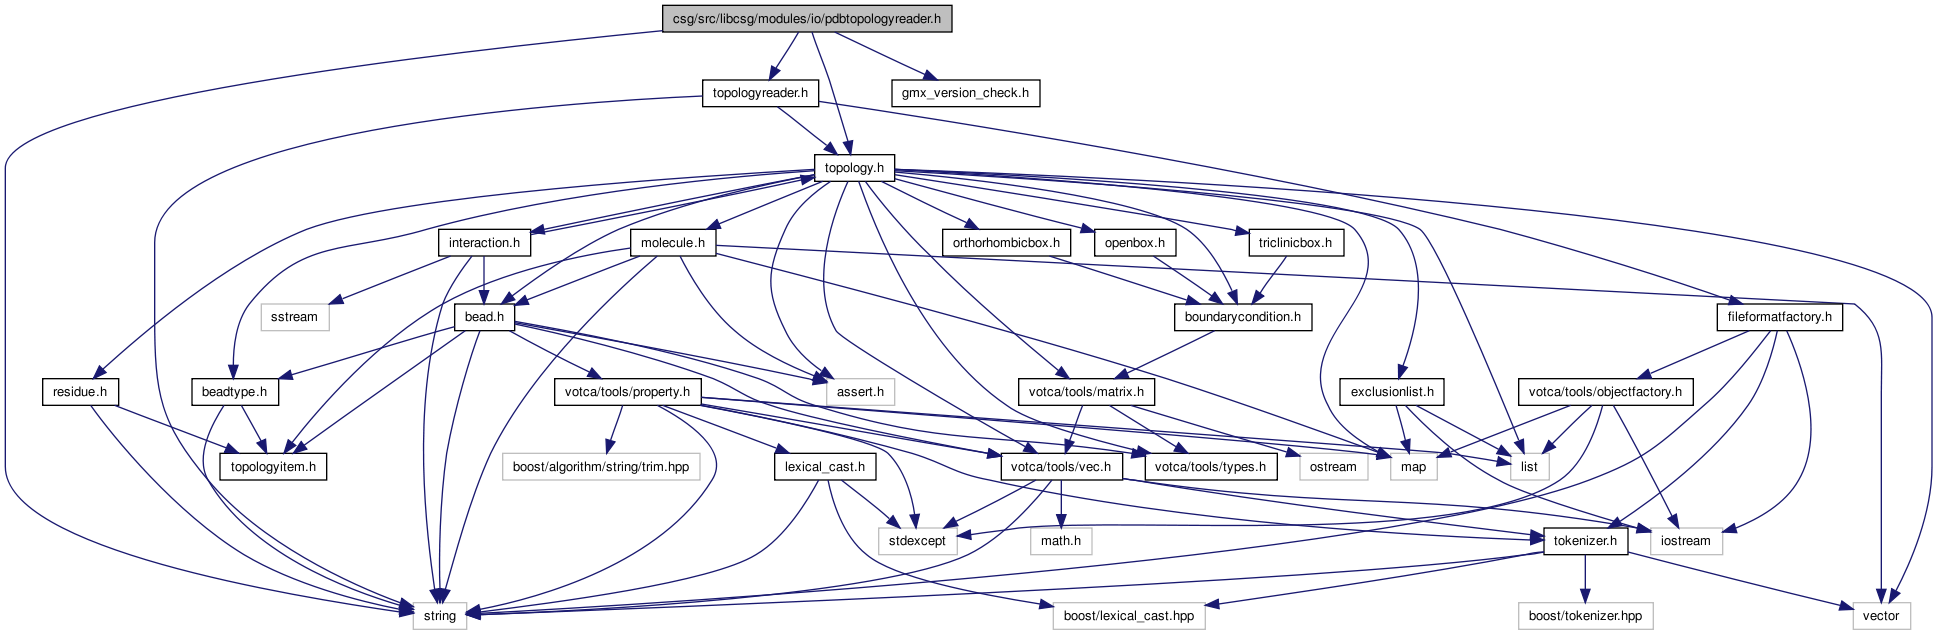 csg/src/libcsg/modules/io/pdbtopologyreader.h
topologyreader.h
gmx_version_check.h
topology.h
interaction.h
molecule.h
orthorhombicbox.h
openbox.h
triclinicbox.h
sstream
bead.h
boundarycondition.h
fileformatfactory.h
residue.h
beadtype.h
votca/tools/property.h
assert.h
votca/tools/matrix.h
exclusionlist.h
votca/tools/objectfactory.h
topologyitem.h
boost/algorithm/string/trim.hpp
lexical_cast.h
votca/tools/vec.h
votca/tools/types.h
ostream
map
list
stdexcept
math.h
tokenizer.h
iostream
string
boost/lexical_cast.hpp
boost/tokenizer.hpp
vector